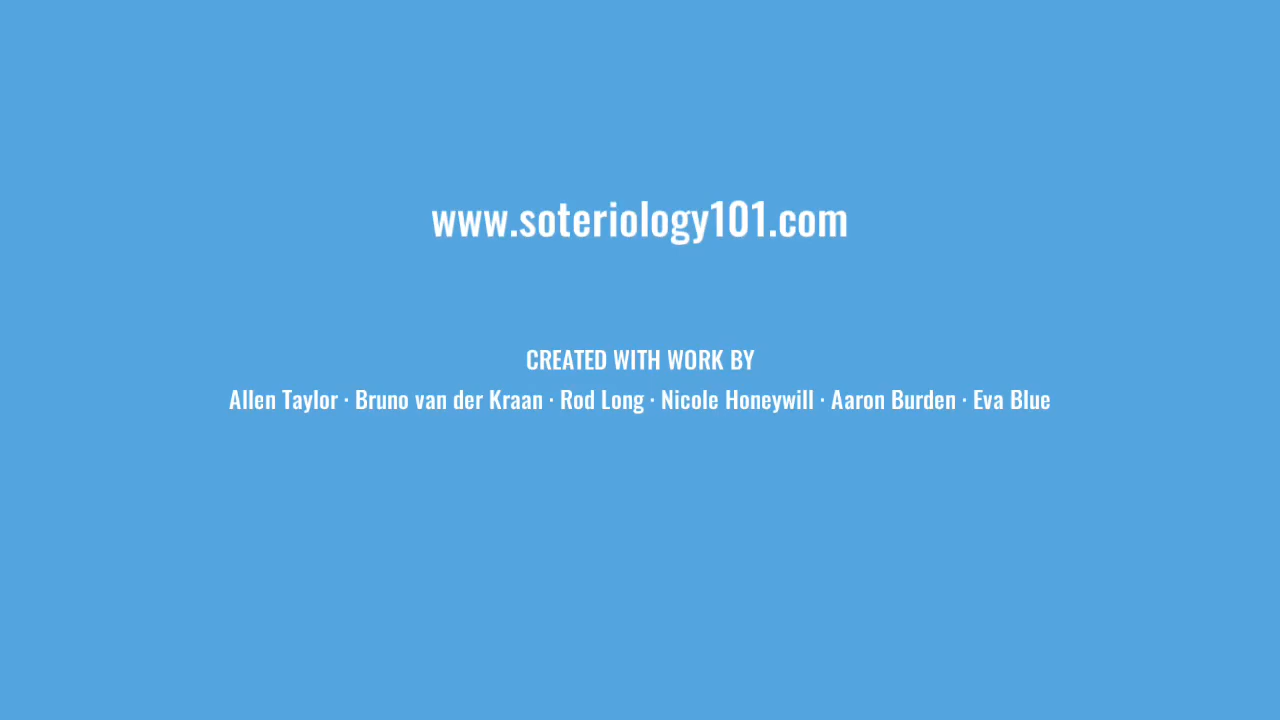 www.soteriology101.com
CREATED WITH WORK BY
Allen Taylor · Bruno van der Kraan · Rod Long · Nicole Honeywill · Aaron Burden · Eva Blue